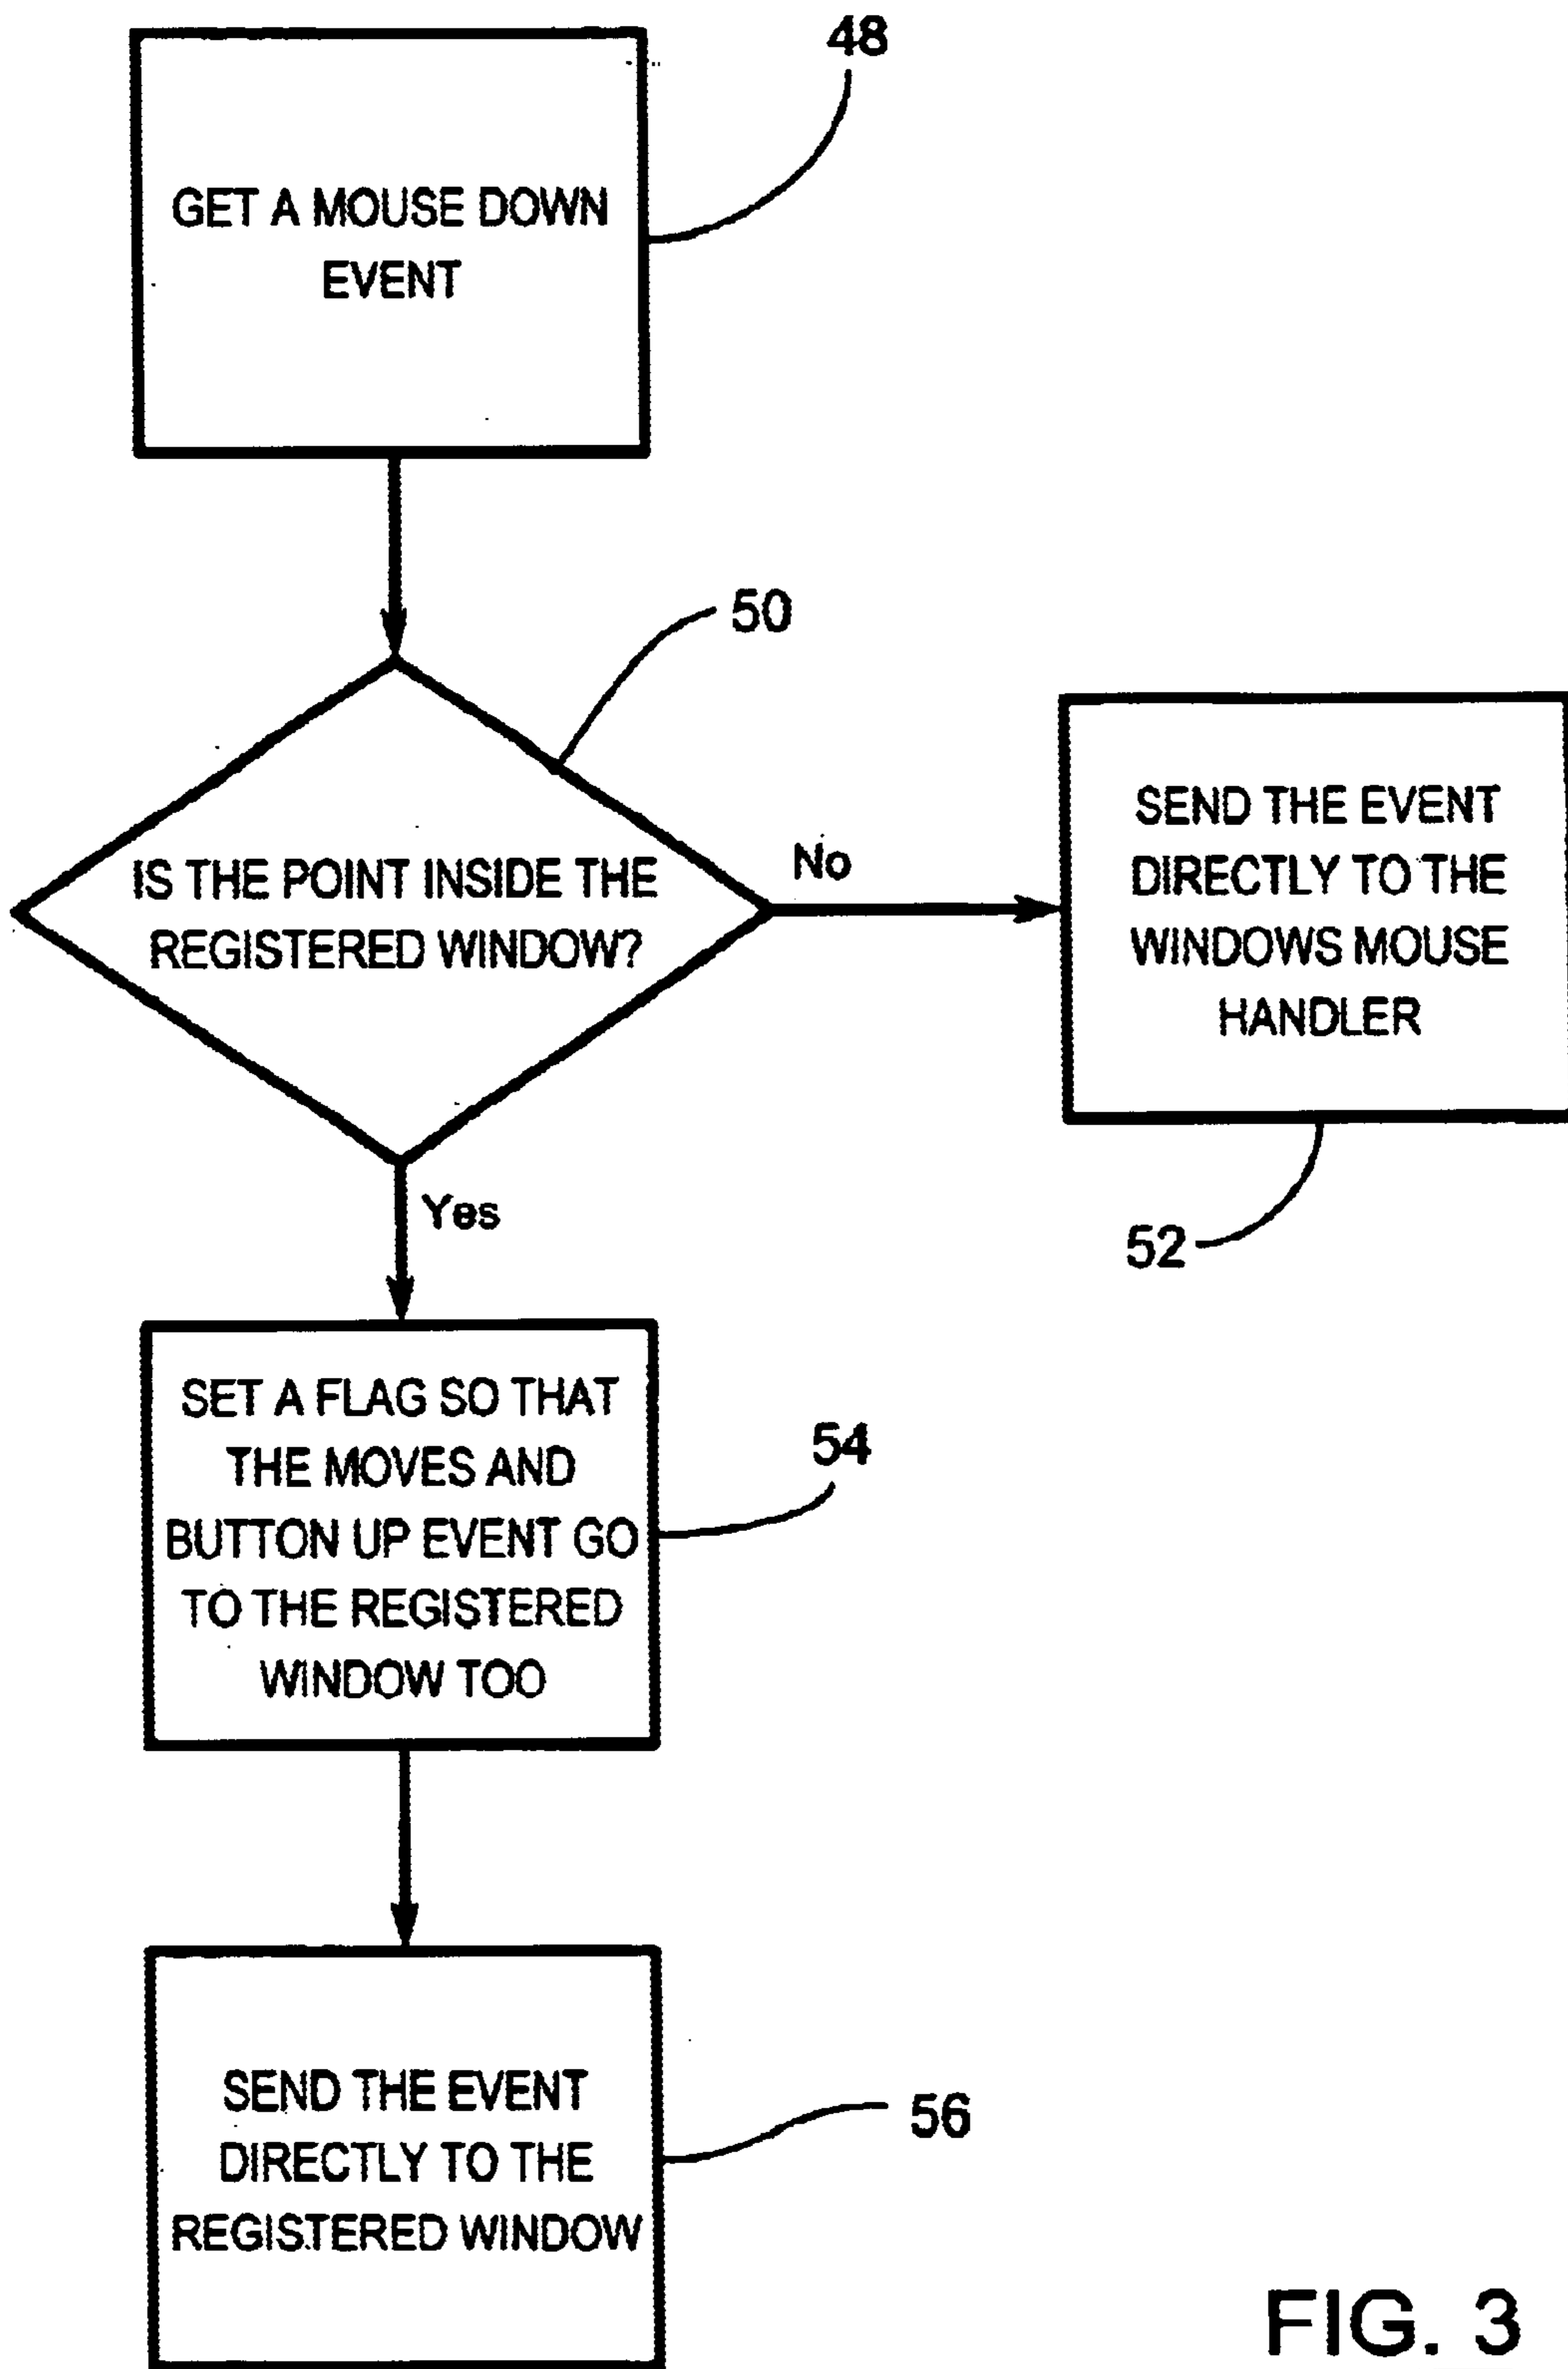 48
GET A MOUSE DOWN
EVENT
50
IS THE POINT INSIDE THE
REGISTERED WINDOW?
No
SEND THE EVENT
DIRECTLY TO THE
WINDOWS MOUSE
HANDLER
52
Yes
SET A FLAG SO THAT
THE MOVES AND
BUTTON UP EVENT GO
TO THE REGISTERED
WINDOW TOO
54
SEND THE EVENT
DIRECTLY TO THE
REGISTERED WINDOW
56
FIG. 3